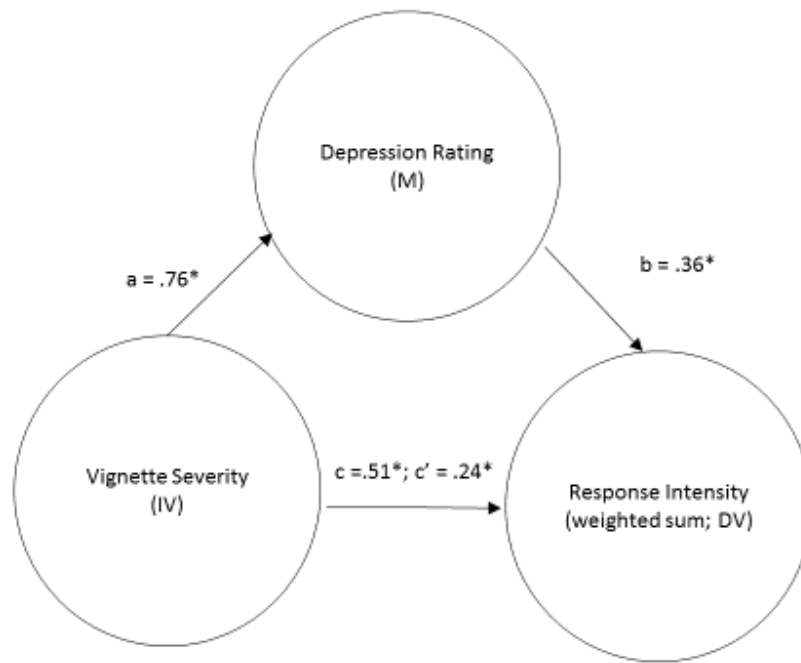 Depression Rating
(M)
a = .76*
b = .36*
Vignette Severity
(IV)
c =.51*; c’ = .24*
Response Intensity
(weighted sum; DV)